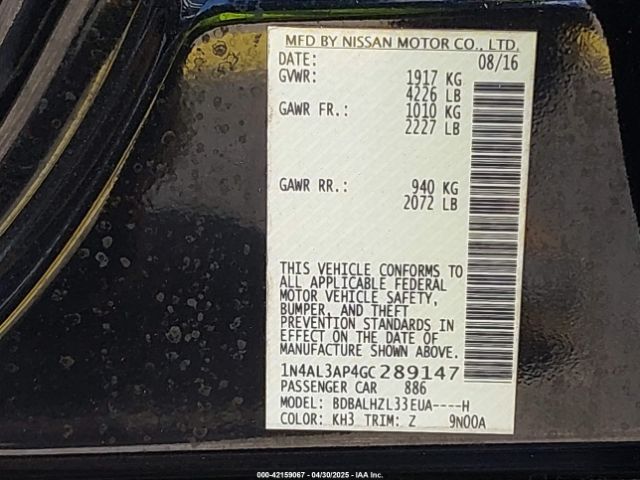 MFD BY NISSAN MOTOR CO., LTD.
DATE: 08/16
GVWR: 1917 KG
4226 LB
GAWR FR.: 1010 KG
2227 LB
GAWR RR.: 940 KG
2072 LB
THIS VEHICLE CONFORMS TO
ALL APPLICABLE FEDERAL
MOTOR VEHICLE SAFETY,
BUMPER, AND THEFT
PREVENTION STANDARDS IN
EFFECT ON THE DATE OF
MANUFACTURE SHOWN ABOVE.
1N4AL3AP4GC289147
PASSENGER CAR 886
MODEL: BDBALHZL33EUA----H
COLOR: KH3 TRIM: Z 9N00A
000-42159067 - 04/30/2025 - IAA Inc.